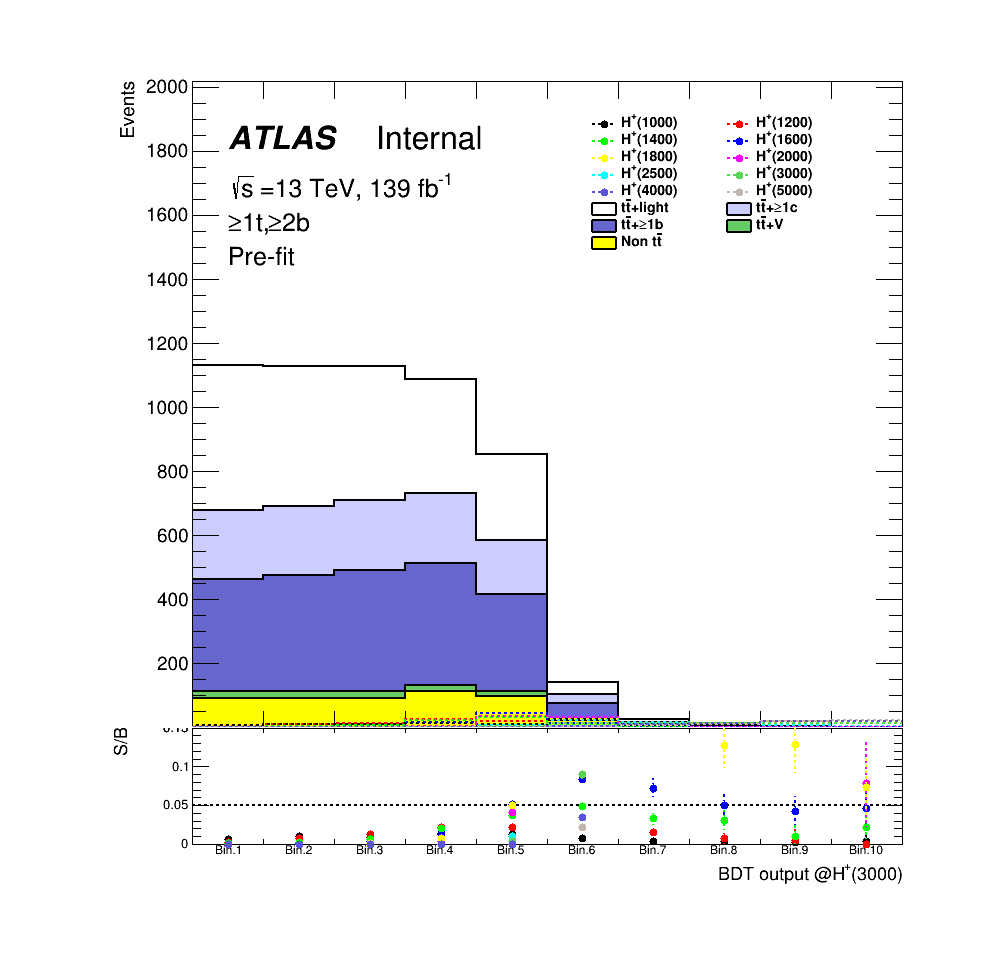 Events
2000
1800
1600
1400
1200
1000
800
600
400
200
ATLAS Internal
√s =13 TeV, 139 fb⁻¹
≥1t,≥2b
Pre-fit
H⁺(1000) H⁺(1200)
H⁺(1400) H⁺(1600)
H⁺(1800) H⁺(2000)
H⁺(2500) H⁺(3000)
H⁺(4000) H⁺(5000)
tt̄+light tt̄+≥1c
tt̄+≥1b tt̄+V
Non tt̄
S/B
0.15
0.1
0.05
0
Bin.1 Bin.2 Bin.3 Bin.4 Bin.5 Bin.6 Bin.7 Bin.8 Bin.9 Bin.10
BDT output @H⁺(3000)